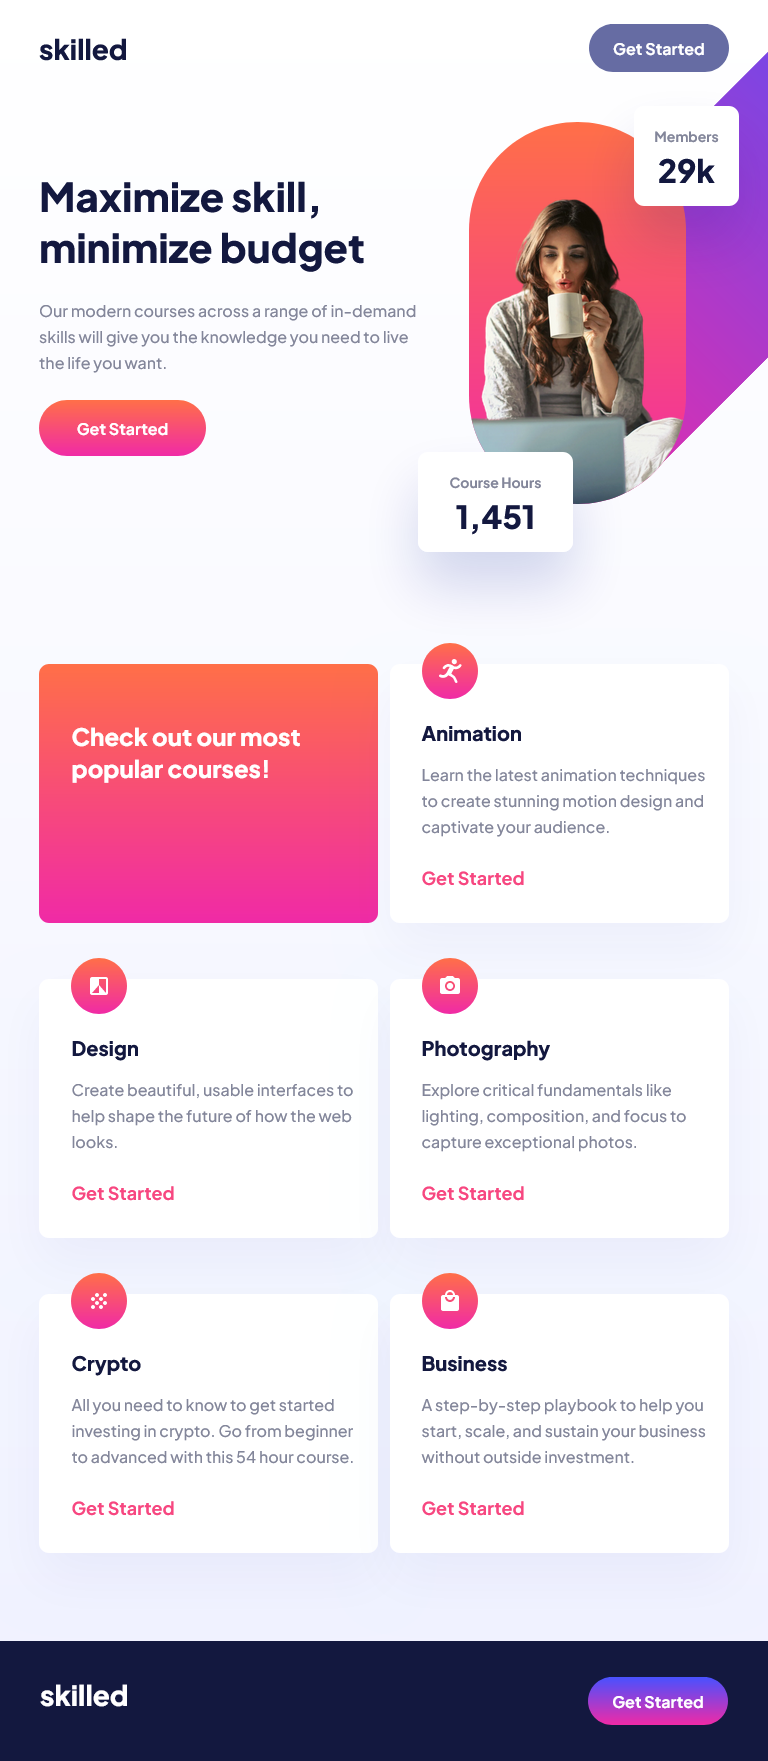 skilled
Get Started
Members
29k
Maximize skill,
minimize budget
Our modern courses across a range of in-demand
skills will give you the knowledge you need to live
the life you want.
Get Started
Course Hours
1,451
Check out our most
popular courses!
Animation
Learn the latest animation techniques
to create stunning motion design and
captivate your audience.
Get Started
Design
Create beautiful, usable interfaces to
help shape the future of how the web
looks.
Get Started
Photography
Explore critical fundamentals like
lighting, composition, and focus to
capture exceptional photos.
Get Started
Crypto
All you need to know to get started
investing in crypto. Go from beginner
to advanced with this 54 hour course.
Get Started
Business
A step-by-step playbook to help you
start, scale, and sustain your business
without outside investment.
Get Started
skilled
Get Started